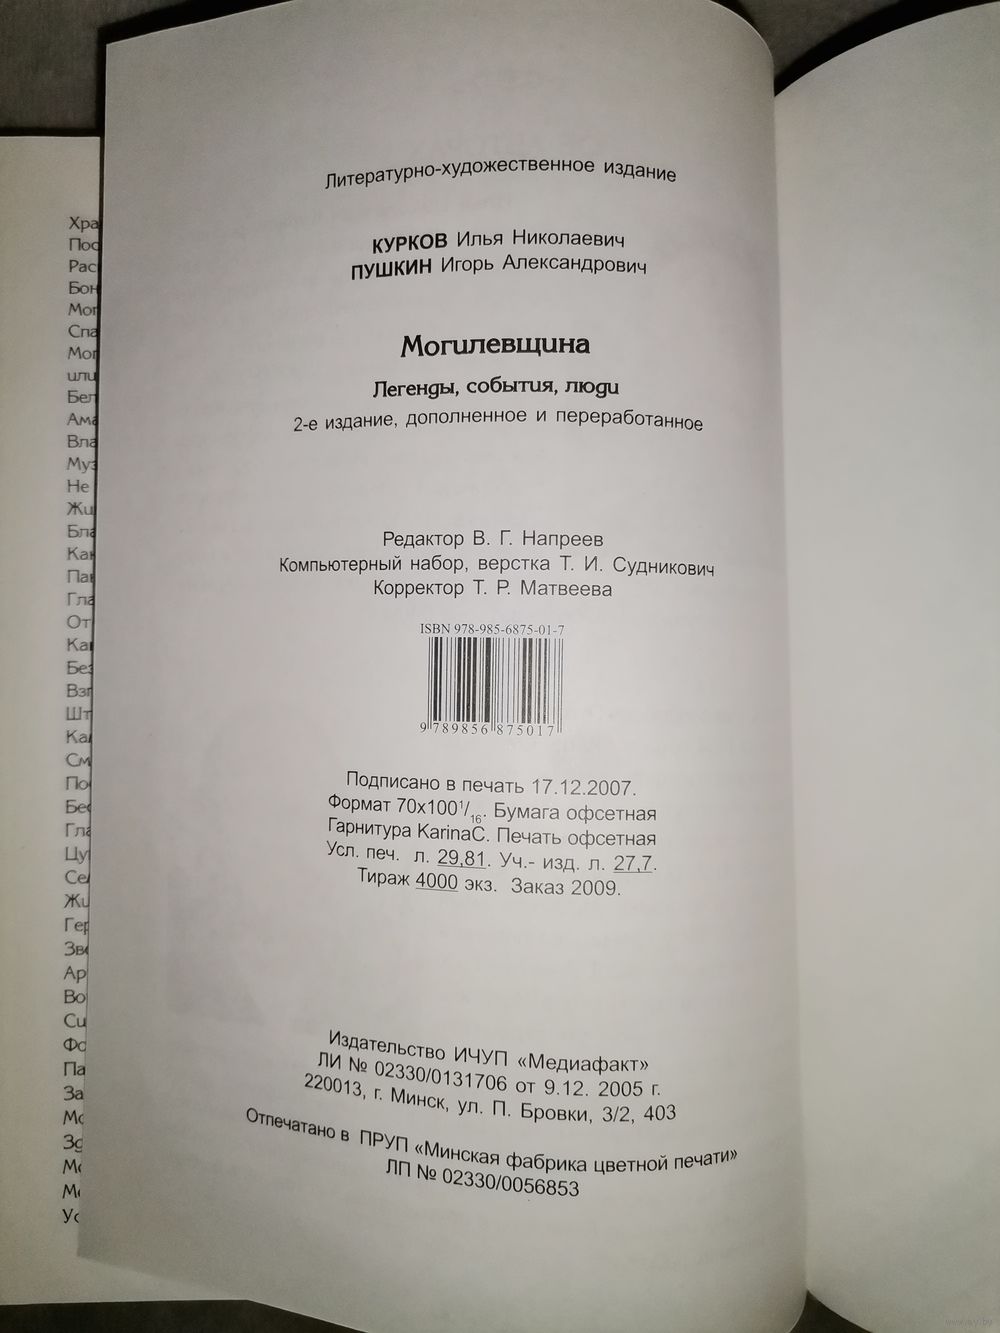 Литературно-художественное издание
КУРКОВ Илья Николаевич
ПУШКИН Игорь Александрович
Могилевщина
Легенды, события, люди
2-е издание, дополненное и переработанное
Редактор В. Г. Напреев
Компьютерный набор, верстка Т. И. Судникович
Корректор Т. Р. Матвеева
ISBN 978-985-6875-01-7
9 789856 875017
Подписано в печать 17.12.2007.
Формат 70х100 1/16. Бумага офсетная
Гарнитура KarinaC. Печать офсетная
Усл. печ. л. 29,81. Уч.- изд. л. 27,7.
Тираж 4000 экз. Заказ 2009.
Издательство ИЧУП «Медиафакт»
ЛИ № 02330/0131706 от 9.12. 2005 г.
220013, г. Минск, ул. П. Бровки, 3/2, 403
Отпечатано в ПРУП «Минская фабрика цветной печати»
ЛП № 02330/0056853